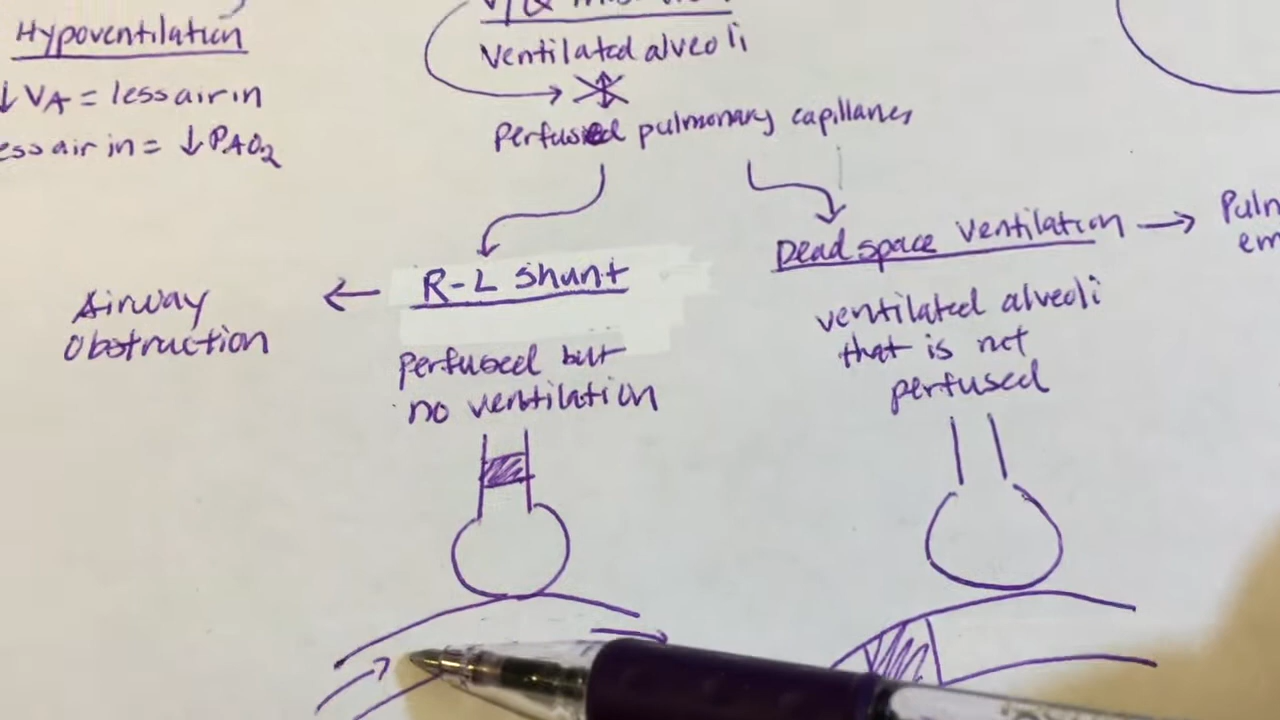 Hypoventilation
↓VA = less air in
less air in = ↓PAO2
Ventilated alveoli
Perfused pulmonary capillaries
R-L shunt
Airway
Obstruction
perfused but
no ventilation
Dead space ventilation →
ventilated alveoli
that is not
perfused